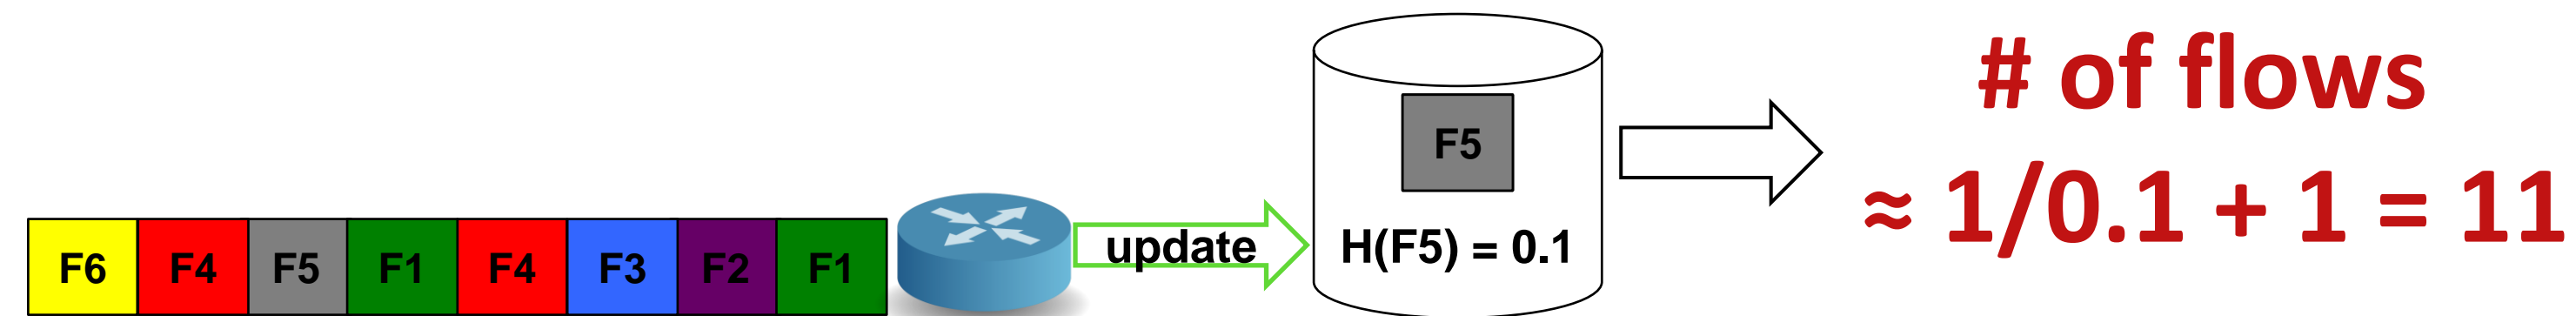 F6 F4 F5 F1 F4 F3 F2 F1
update
F5
H(F5) = 0.1
# of flows
≈ 1/0.1 + 1 = 11